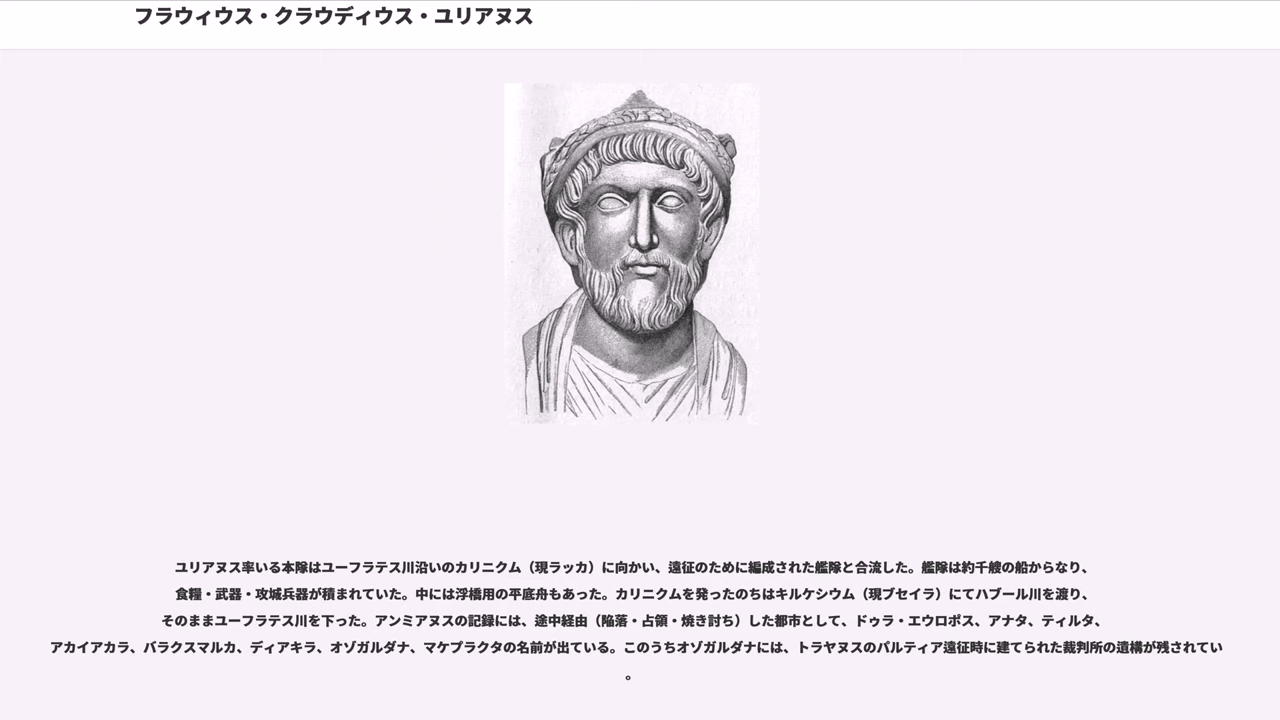 フラウィウス・クラウディウス・ユリアヌス
ユリアヌス率いる本隊はユーフラテス川沿いのカリニクム（現ラッカ）に向かい、遠征のために編成された艦隊と合流した。艦隊は約千艘の船からなり、
食糧・武器・攻城兵器が積まれていた。中には浮橋用の平底舟もあった。カリニクムを発ったのちはキルケシウム（現ブセイラ）にてハブール川を渡り、
そのままユーフラテス川を下った。アンミアヌスの記録には、途中経由（陥落・占領・焼き討ち）した都市として、ドゥラ・エウロポス、アナタ、ティルタ、
アカイアカラ、バラクスマルカ、ディアキラ、オゾガルダナ、マケプラクタの名前が出ている。このうちオゾガルダナには、トラヤヌスのパルティア遠征時に建てられた裁判所の遺構が残されてい
。